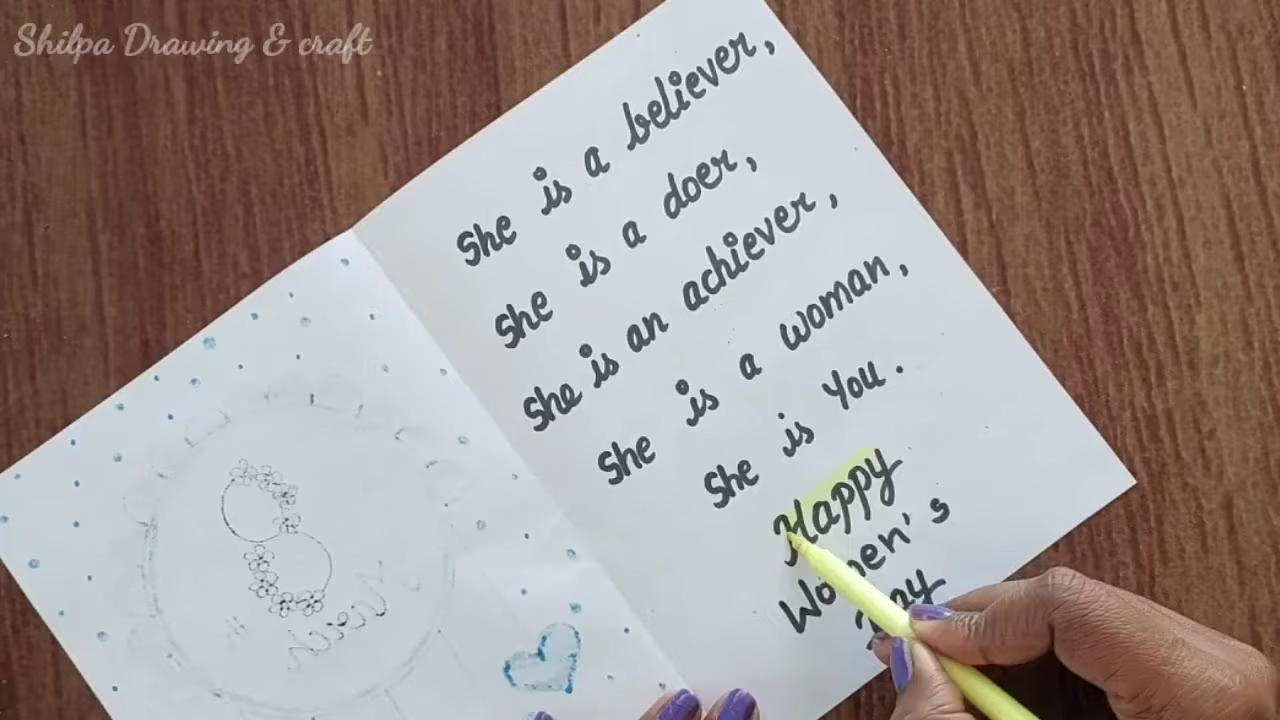 Shilpa Drawing & craft
She is a believer,
She is a doer,
She is an achiever,
She is a woman,
She is You.
Happy
Women's
Day